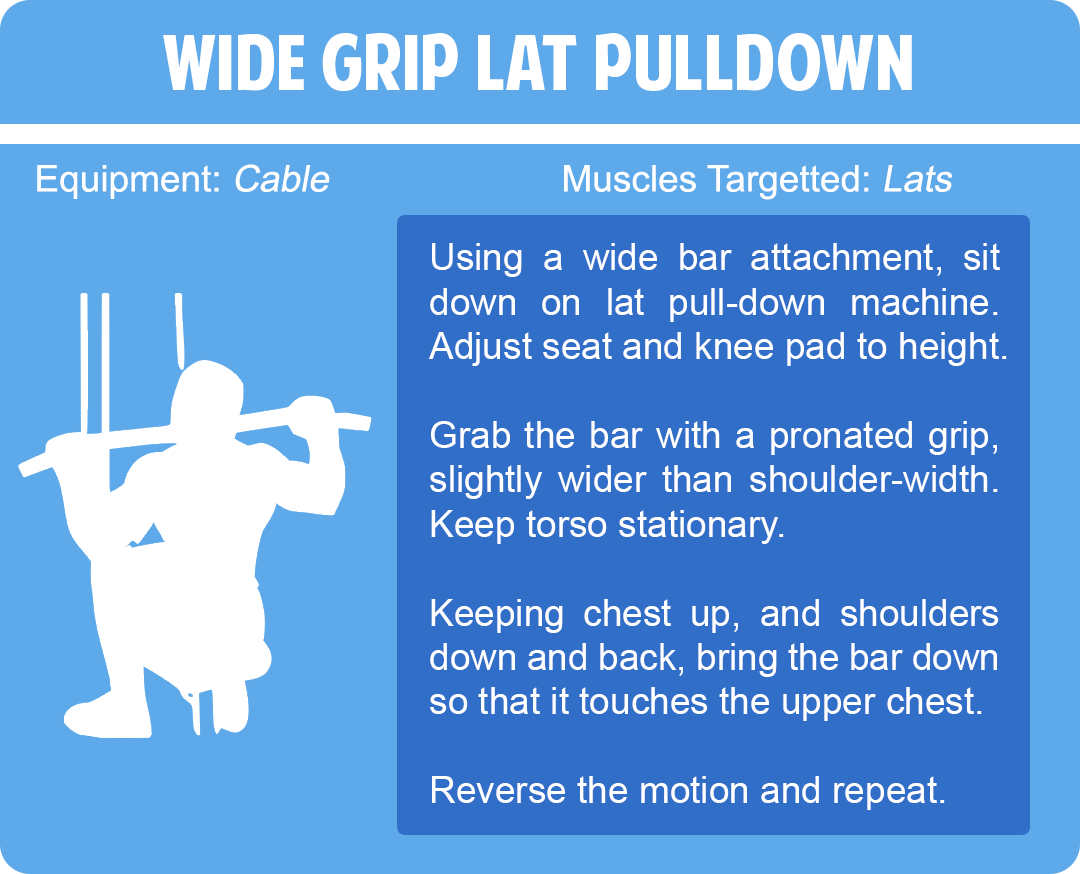 WIDE GRIP LAT PULLDOWN
Equipment: Cable
Muscles Targetted: Lats
Using a wide bar attachment, sit
down on lat pull-down machine.
Adjust seat and knee pad to height.
Grab the bar with a pronated grip,
slightly wider than shoulder-width.
Keep torso stationary.
Keeping chest up, and shoulders
down and back, bring the bar down
so that it touches the upper chest.
Reverse the motion and repeat.